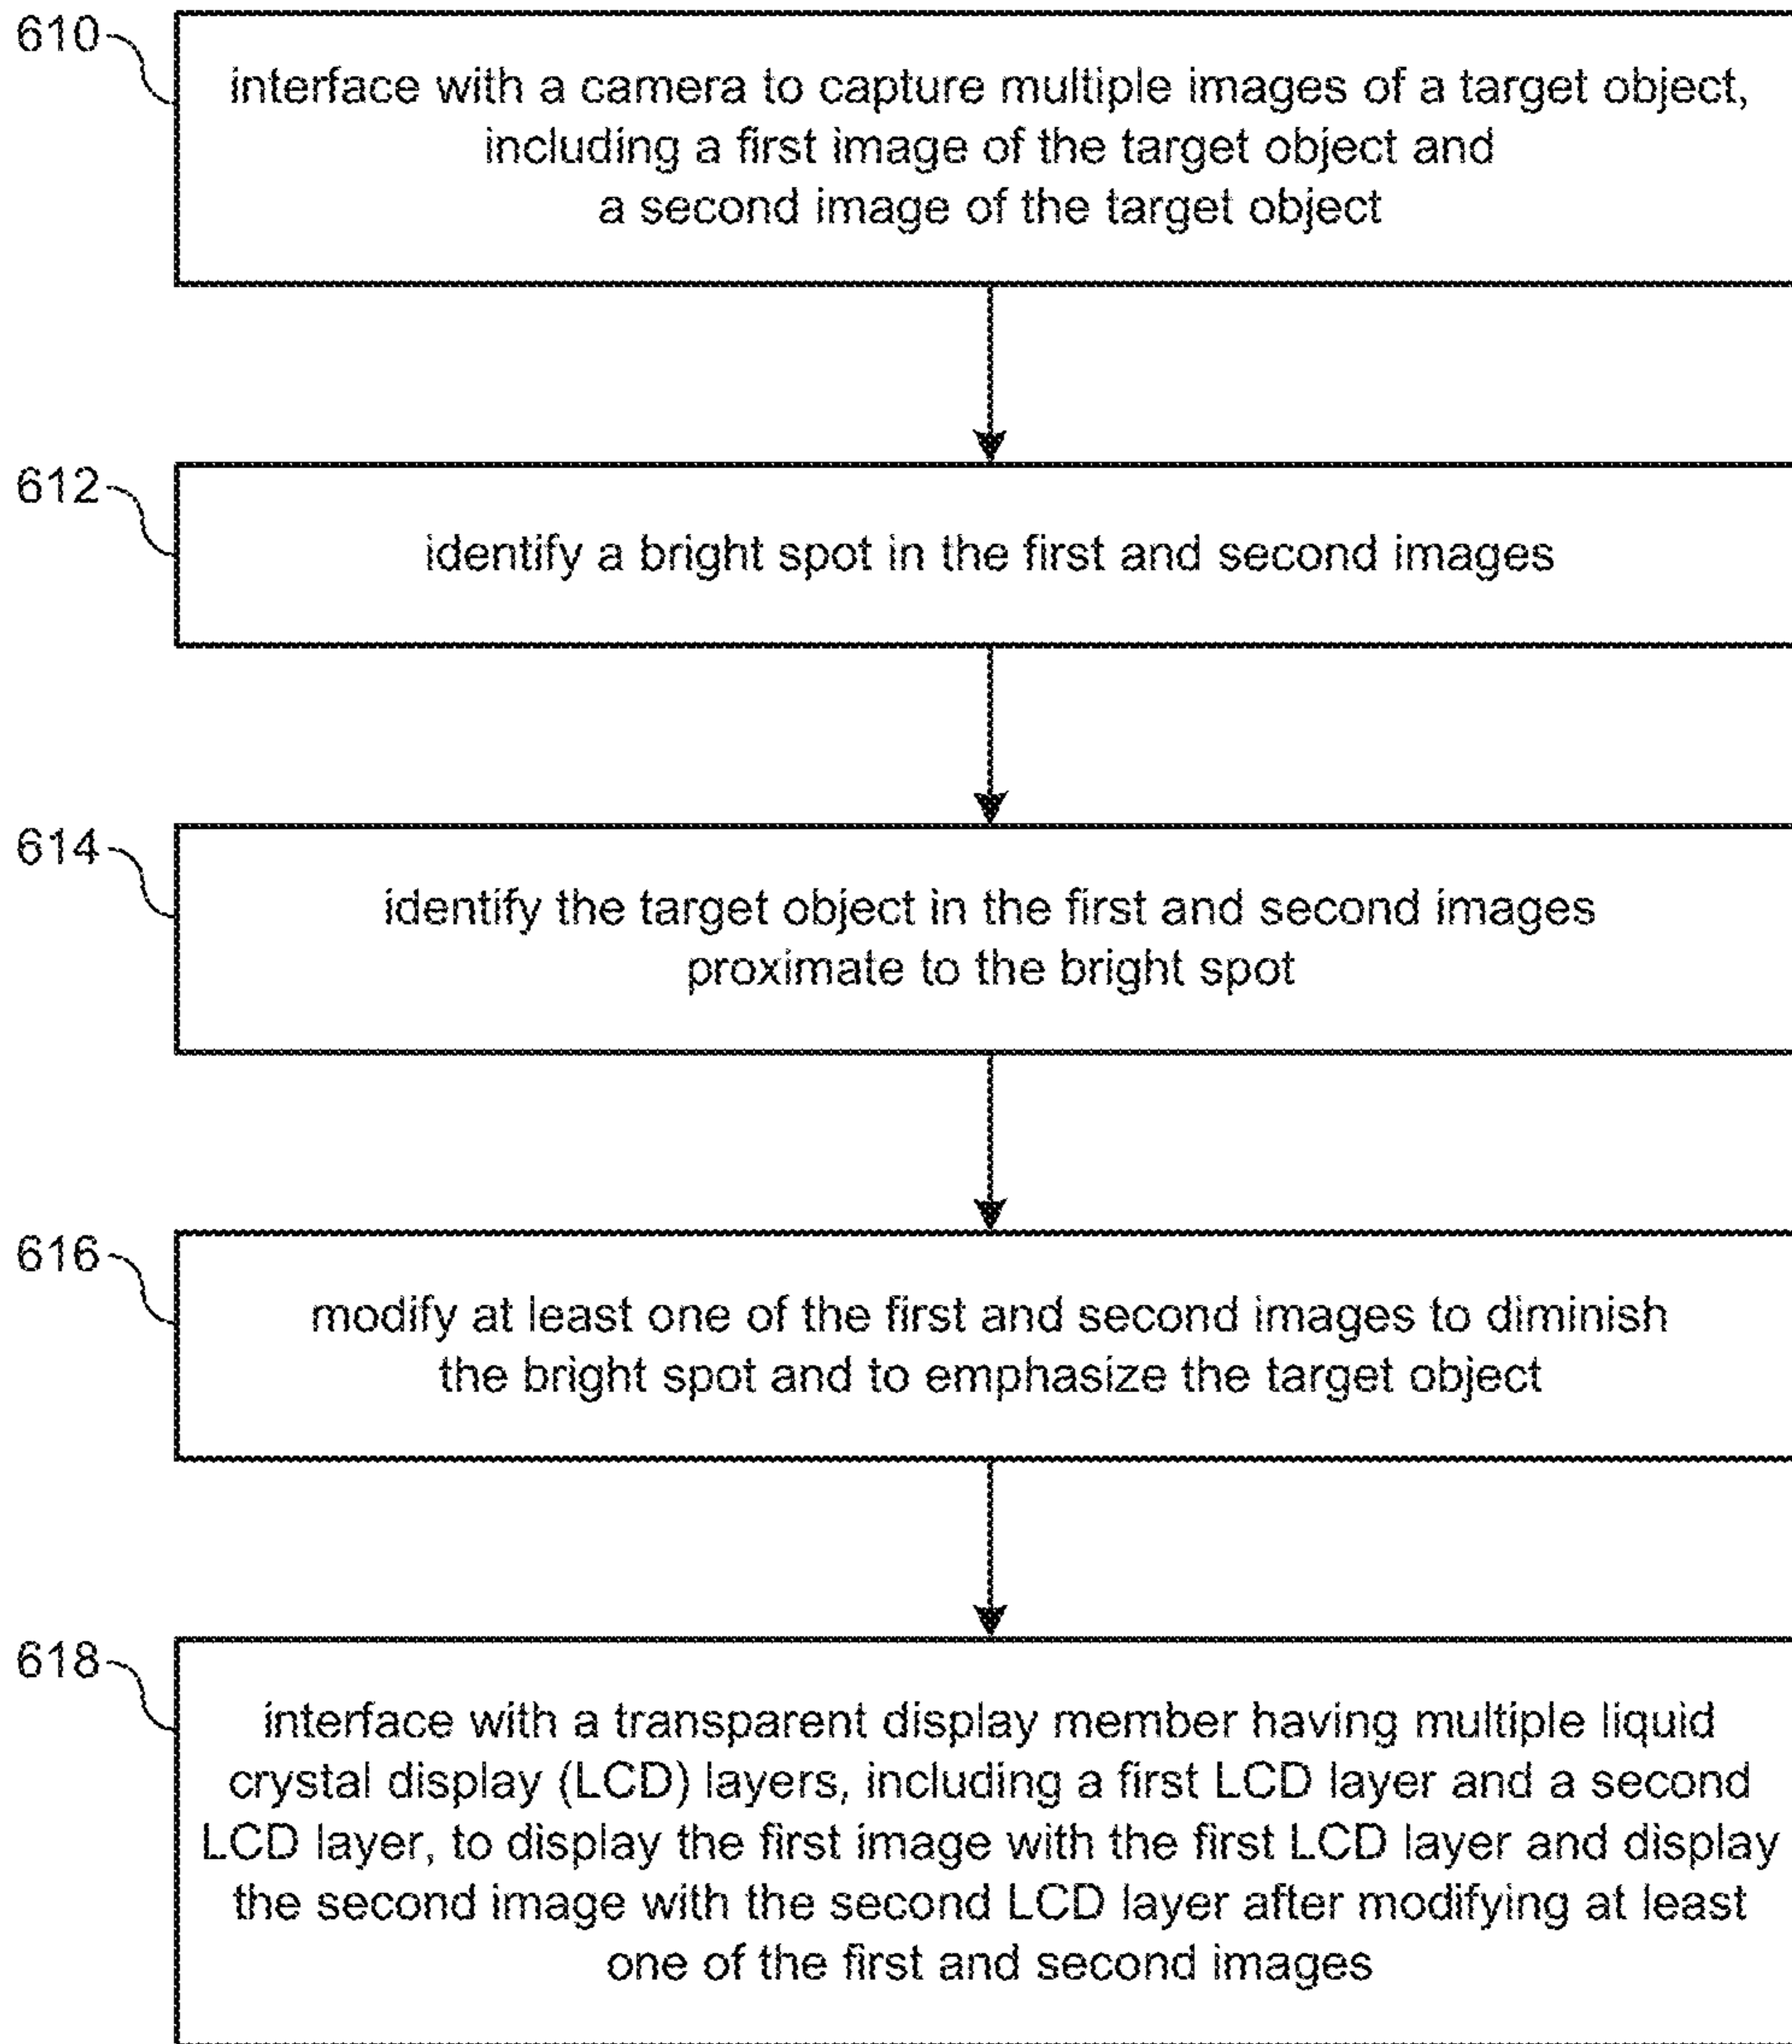 610
interface with a camera to capture multiple images of a target object,
including a first image of the target object and
a second image of the target object
612
identify a bright spot in the first and second images
614
identify the target object in the first and second images
proximate to the bright spot
616
modify at least one of the first and second images to diminish
the bright spot and to emphasize the target object
618
interface with a transparent display member having multiple liquid
crystal display (LCD) layers, including a first LCD layer and a second
LCD layer, to display the first image with the first LCD layer and display
the second image with the second LCD layer after modifying at least
one of the first and second images